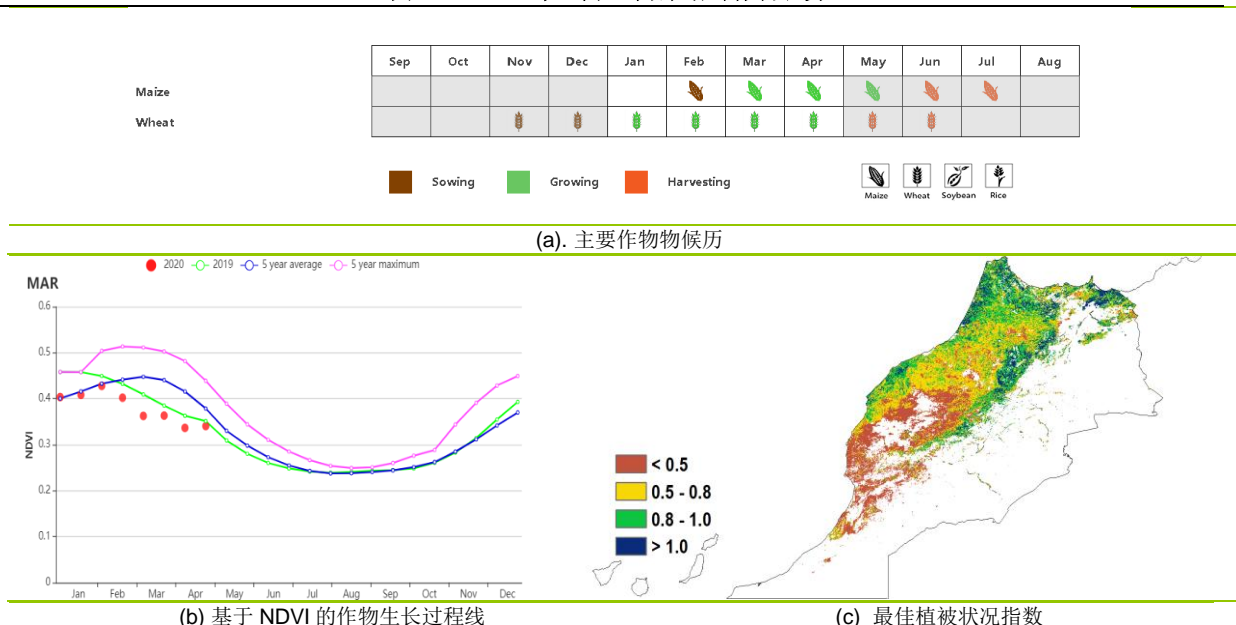 Sep Oct Nov Dec Jan Feb Mar Apr May Jun Jul Aug
Maize
Wheat
Sowing Growing Harvesting
Maize Wheat Soybean Rice
(a). 主要作物物候历
2020 2019 5 year average 5 year maximum
MAR
0.6
0.5
0.4
0.3
0.2
0.1
0
NDVI
Jan Feb Mar Apr May Jun Jul Aug Sep Oct Nov Dec
< 0.5
0.5 - 0.8
0.8 - 1.0
> 1.0
(b) 基于 NDVI 的作物生长过程线
(c) 最佳植被状况指数